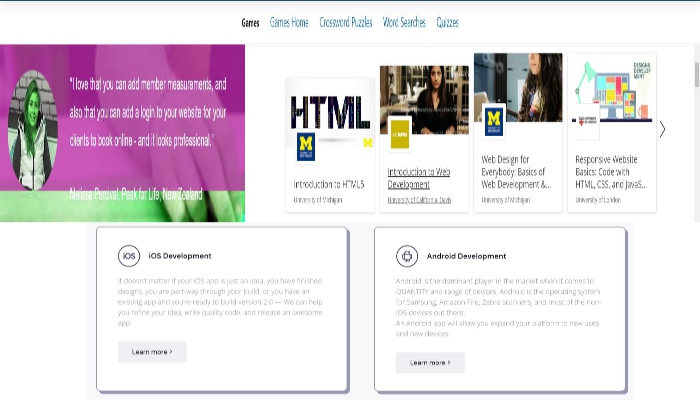 Games Games Home Crossword Puzzles Word Searches Quizzes
"I love that you can add member measurements, and
also that you can add a login to your website for your
clients to book online - and it looks professional."
Melissa Percival, Peak for Life, New Zealand
HTML
M
Introduction to HTML5
University of Michigan
UCDAVIS
Introduction to Web
Development
University of California, Davis
M
Web Design for
Everybody: Basics of
Web Development &...
University of Michigan
DESIGN &
DEVELOP
MENT
Responsive Website
Basics: Code with
HTML, CSS, and JavaS...
University of London
iOS iOS Development
It doesn't matter if your iOS app is just an idea, you have finished
designs, you are part-way through your build, or you have an
existing app and you're ready to build version 2.0 — We can help
you refine your idea, write quality code, and release an awesome
app
Learn more >
Android Development
Android is the dominant player in the market when it comes to
QUANTITY and range of devices. Android is the operating system
for Samsung, Amazon Fire, Zebra scanners, and most of the non-
iOS devices out there.
An Android app will allow you expand your platform to new uses
and new devices.
Learn more >